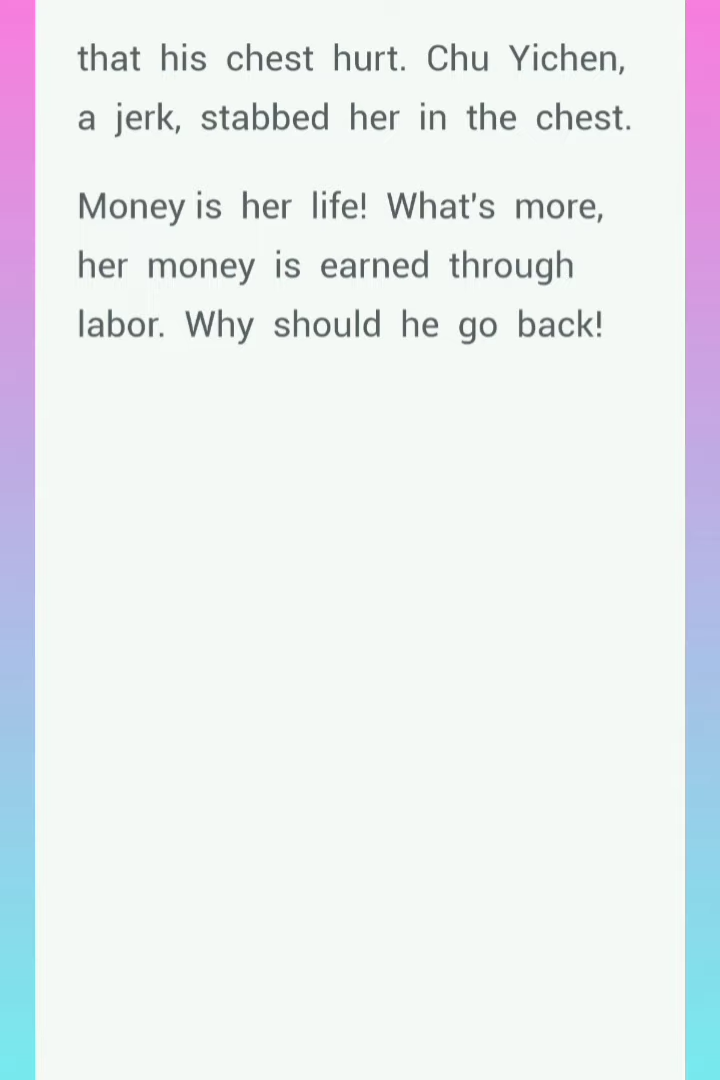 that his chest hurt. Chu Yichen,
a jerk, stabbed her in the chest.
Money is her life! What's more,
her money is earned through
labor. Why should he go back!